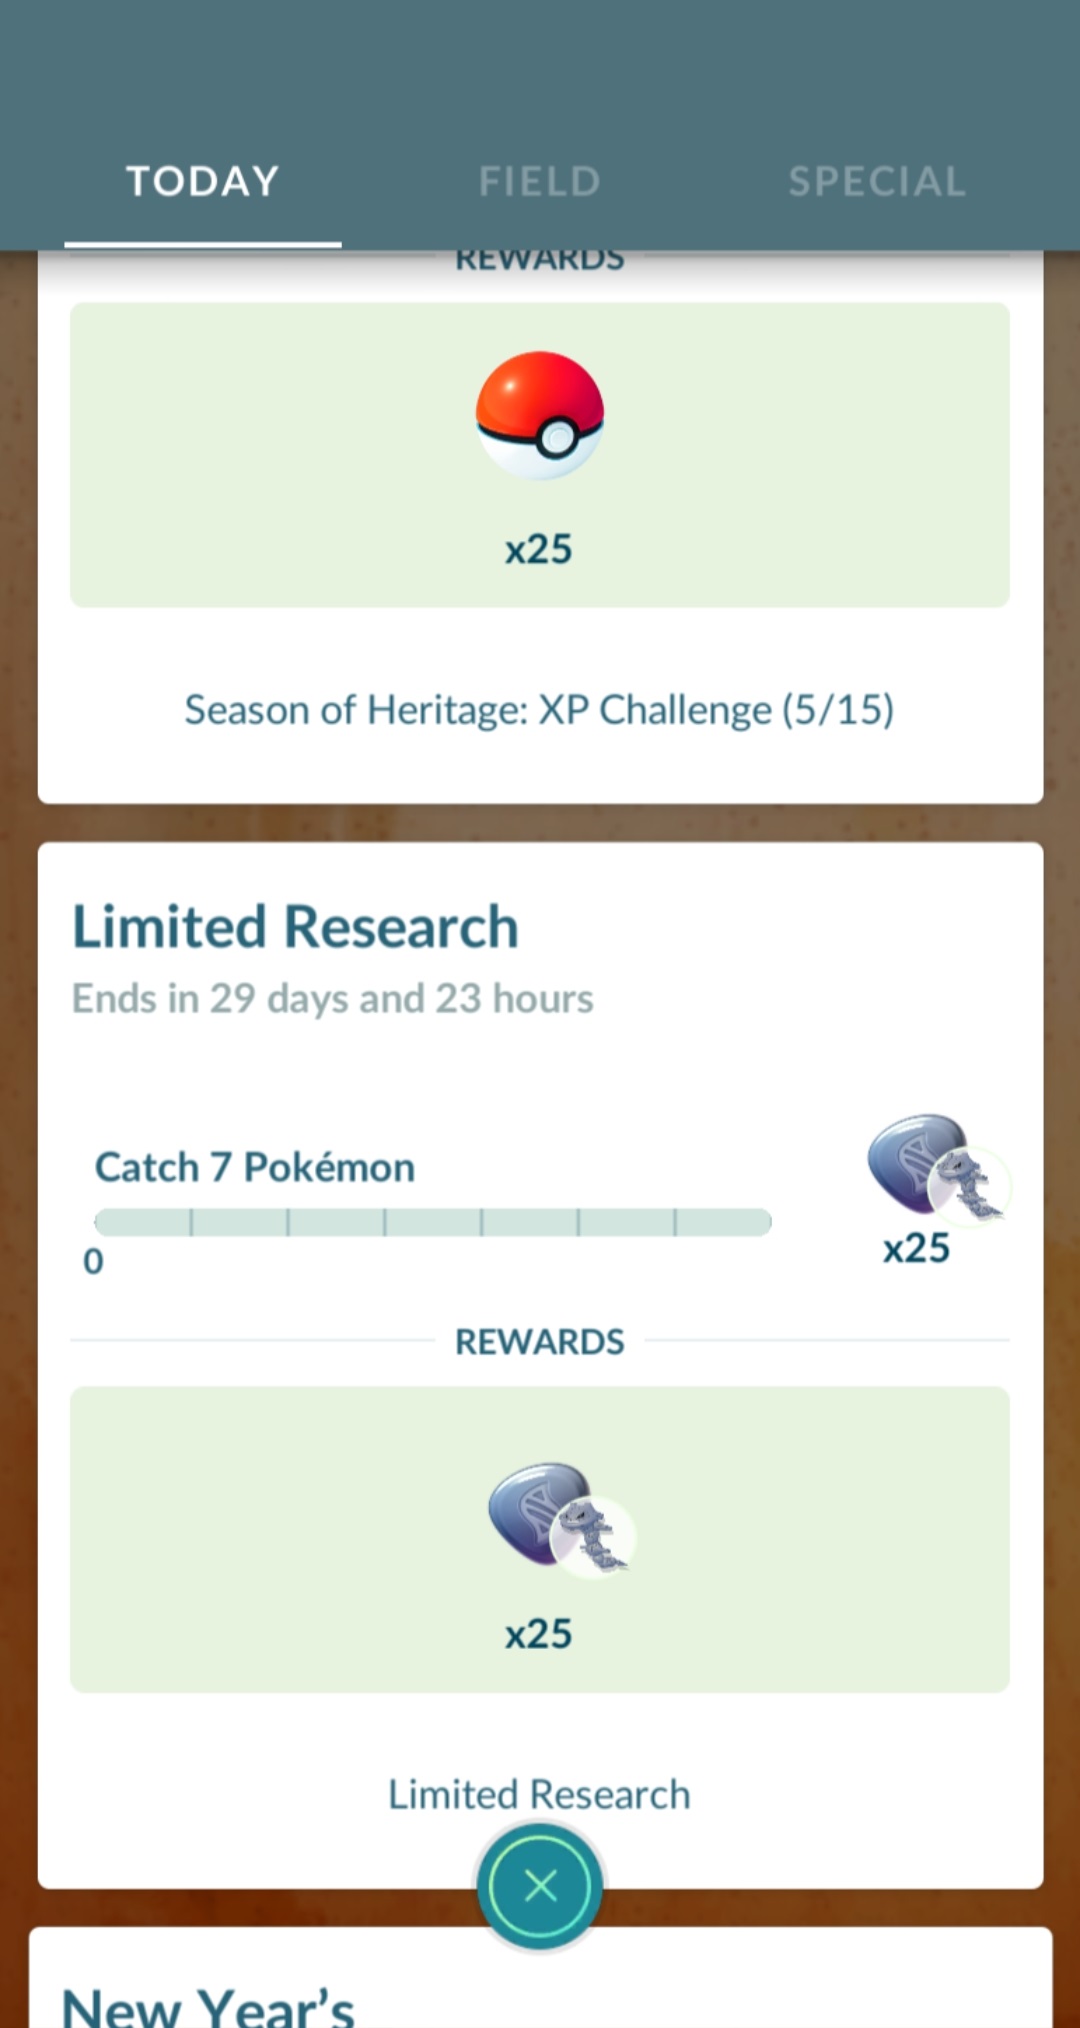 TODAY
FIELD
SPECIAL
REWARDS
x25
Season of Heritage: XP Challenge (5/15)
Limited Research
Ends in 29 days and 23 hours
Catch 7 Pokémon
0
x25
REWARDS
x25
Limited Research
New Year's